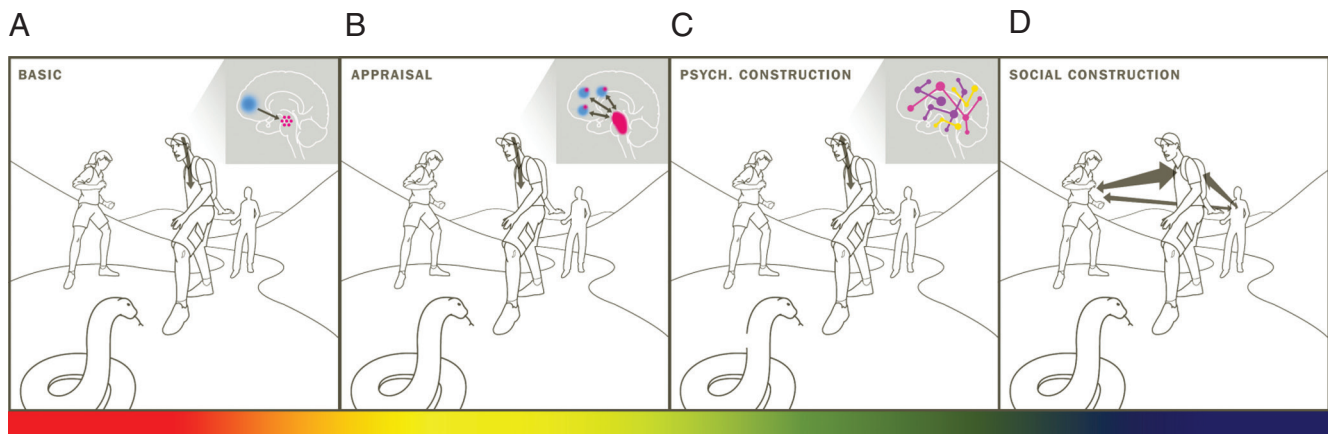 A
B
C
D
BASIC
APPRAISAL
PSYCH. CONSTRUCTION
SOCIAL CONSTRUCTION